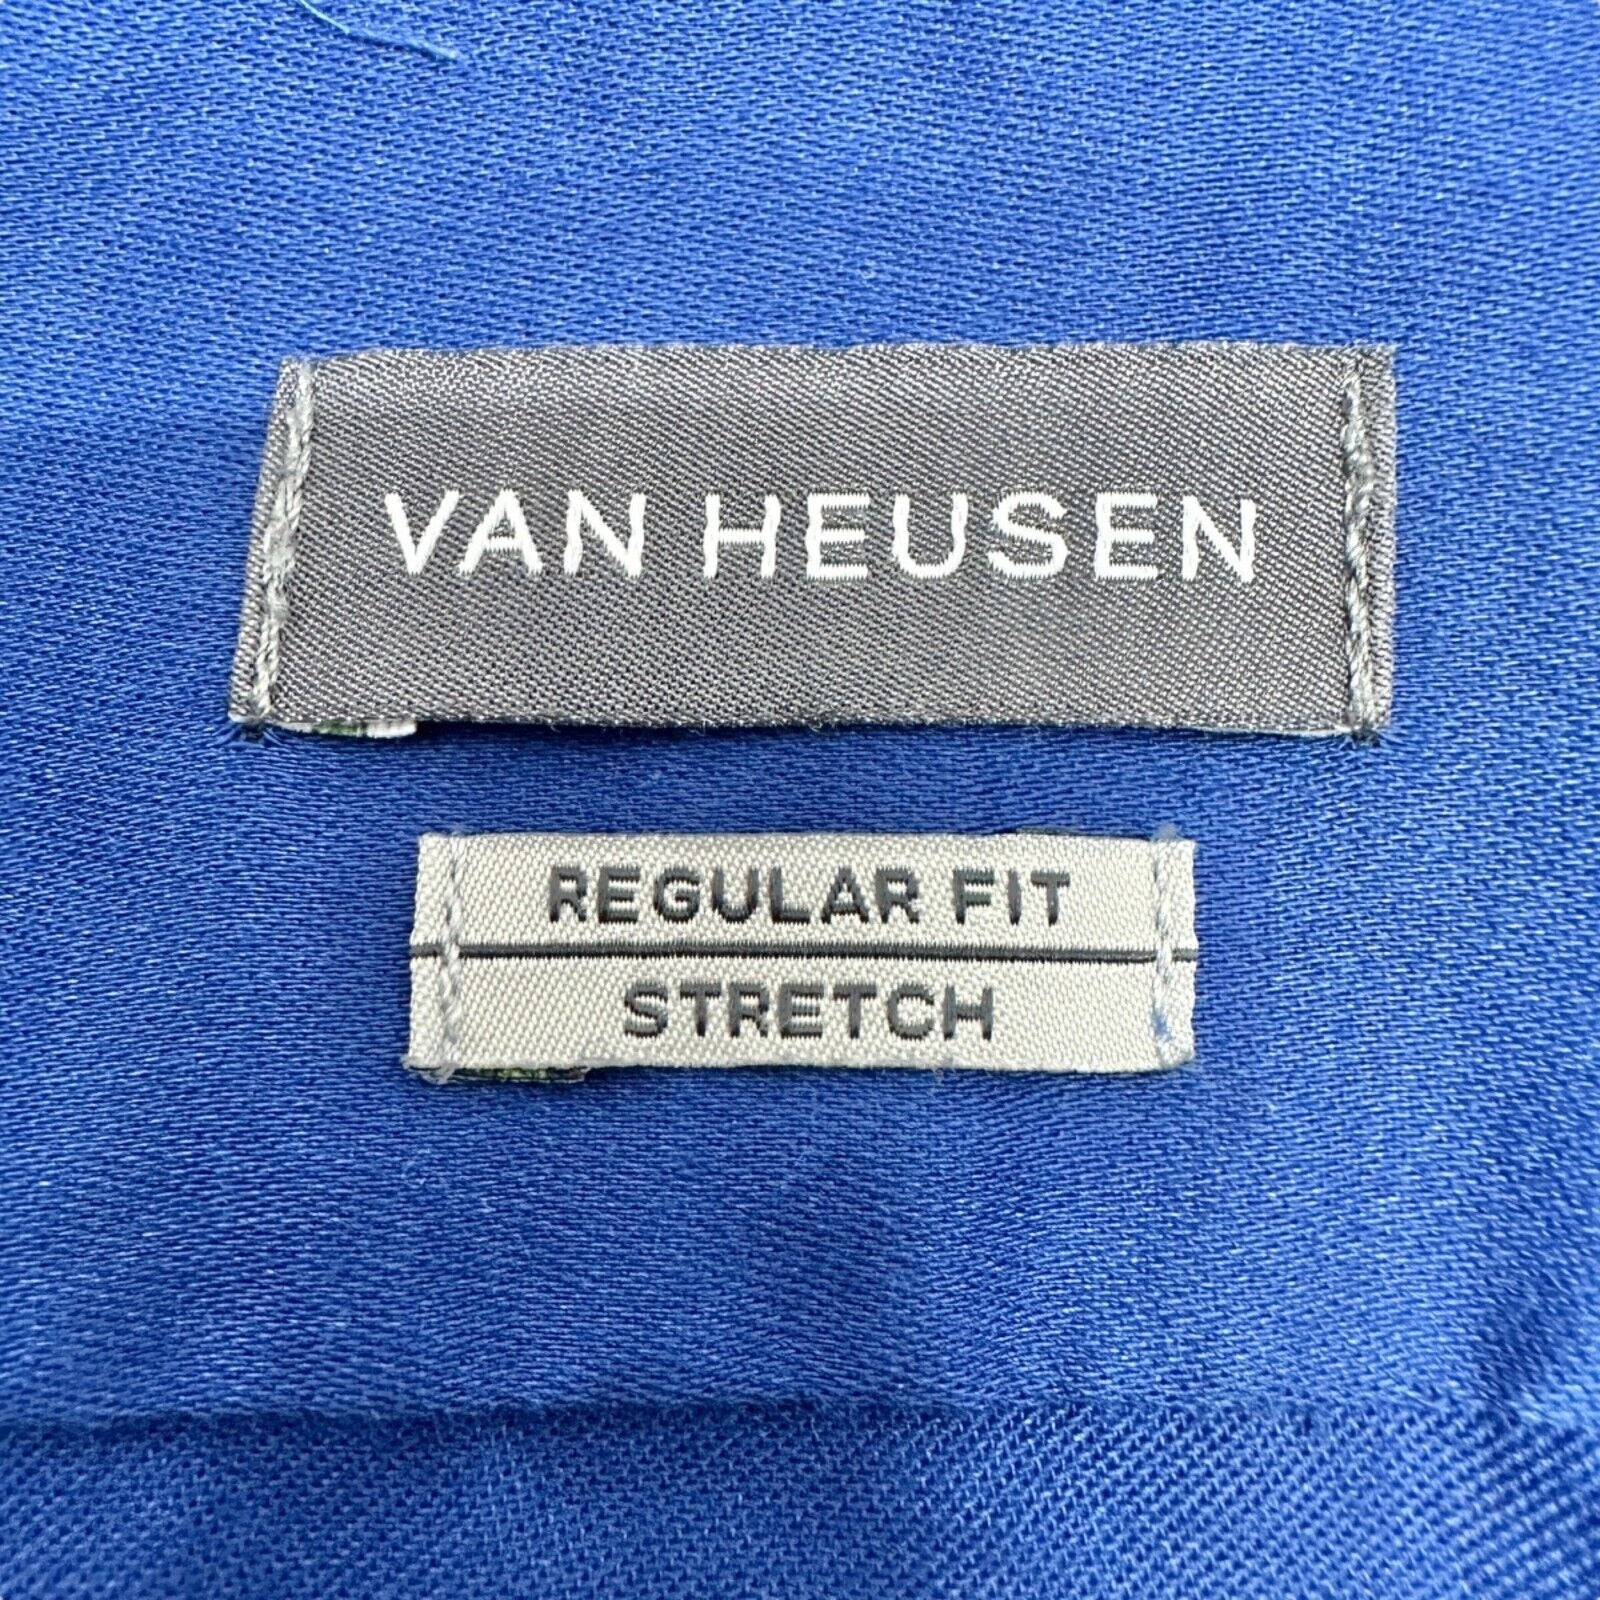 VAN HEUSEN
REGULAR FIT
STRETCH